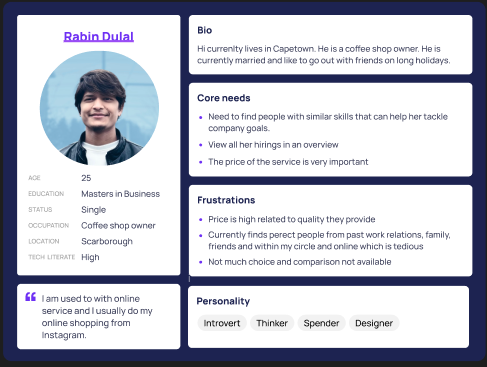 Rabin Dulal
AGE 25
EDUCATION Masters in Business
STATUS Single
OCCUPATION Coffee shop owner
LOCATION Scarborough
TECH LITERATE High
I am used to with online
service and I usually do my
online shopping from
Instagram.
Bio
Hi currenlty lives in Capetown. He is a coffee shop owner. He is
currently married and like to go out with friends on long holidays.
Core needs
Need to find people with similar skills that can help her tackle
company goals.
View all her hirings in an overview
The price of the service is very important
Frustrations
Price is high related to quality they provide
Currently finds perect people from past work relations, family,
friends and within my circle and online which is tedious
Not much choice and comparison not available
Personality
Introvert Thinker Spender Designer